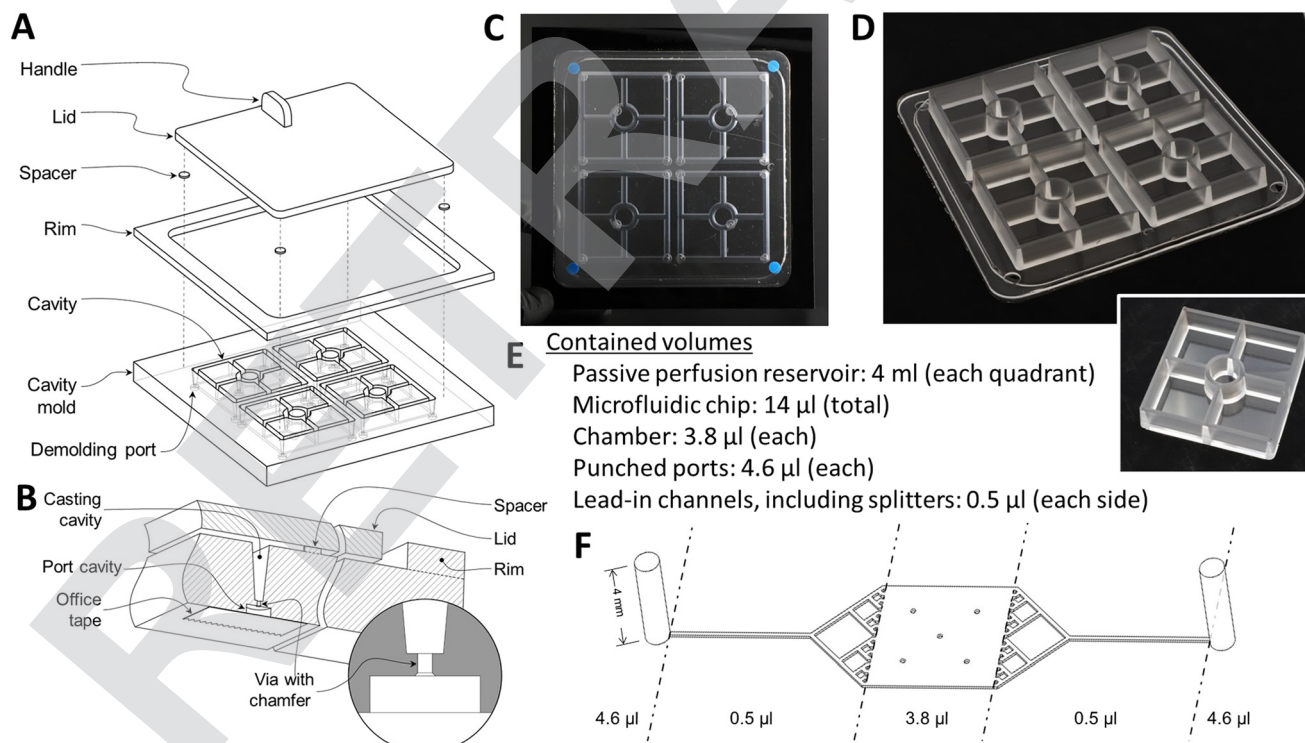 A
Handle
Lid
Spacer
Rim
Cavity
Cavity
mold
Demolding port
B
Casting
cavity
Port cavity
Office
tape
Via with
chamfer
Spacer
Lid
Rim
C
D
E
Contained volumes
Passive perfusion reservoir: 4 ml (each quadrant)
Microfluidic chip: 14 µl (total)
Chamber: 3.8 µl (each)
Punched ports: 4.6 µl (each)
Lead-in channels, including splitters: 0.5 µl (each side)
F
4 mm
4.6 µl
0.5 µl
3.8 µl
0.5 µl
4.6 µl